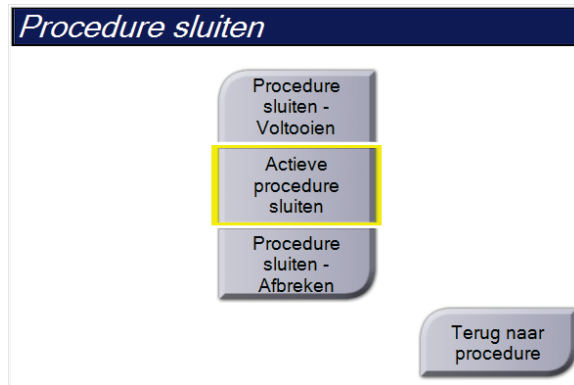 Procedure sluiten
Procedure
sluiten -
Voltooien
Actieve
procedure
sluiten
Procedure
sluiten -
Afbreken
Terug naar
procedure